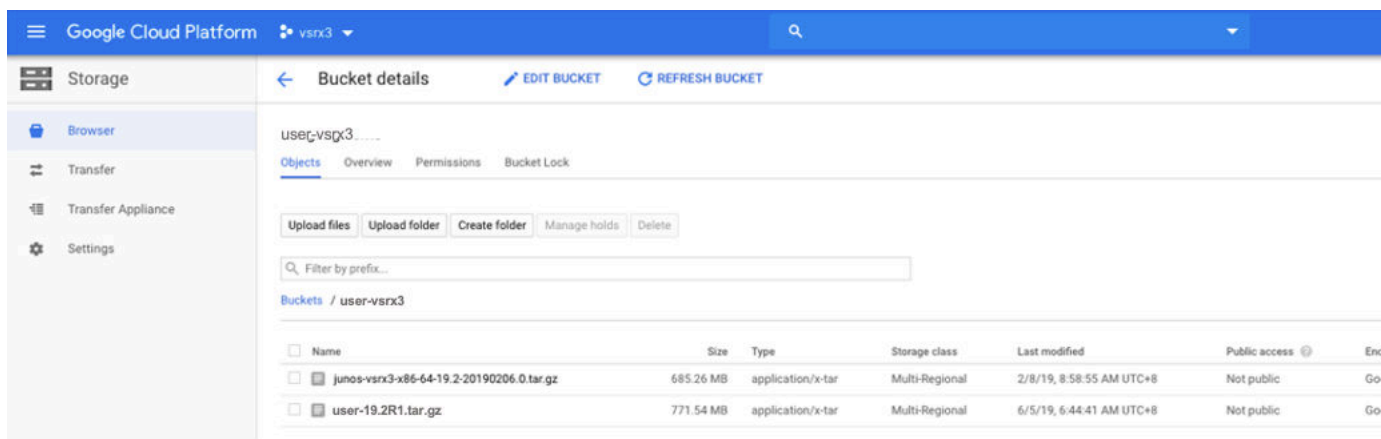 Google Cloud Platform vsrx3
Storage Bucket details EDIT BUCKET REFRESH BUCKET
Browser
Transfer
Transfer Appliance
Settings
user-vsrx3
Objects Overview Permissions Bucket Lock
Upload files Upload folder Create folder Manage holds Delete
Filter by prefix...
Buckets / user-vsrx3
Name Size Type Storage class Last modified Public access Enc
junos-vsrx3-x86-64-19.2-20190206.0.tar.gz 685.26 MB application/x-tar Multi-Regional 2/8/19, 8:58:55 AM UTC+8 Not public Go
user-19.2R1.tar.gz 771.54 MB application/x-tar Multi-Regional 6/5/19, 6:44:41 AM UTC+8 Not public Go